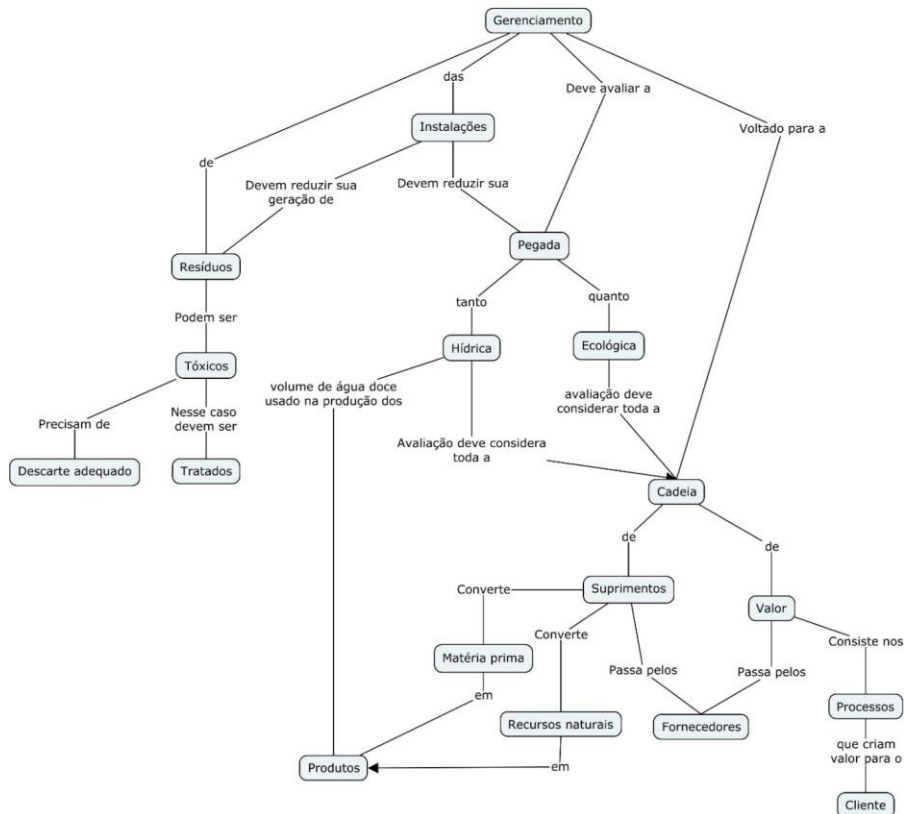 Gerenciamento
das
Deve avaliar a
Instalações
Voltado para a
de
Devem reduzir sua
geração de
Devem reduzir sua
Pegada
Resíduos
tanto
quanto
Podem ser
Hídrica
Ecológica
Tóxicos
volume de água doce
usado na produção dos
avaliação deve
considerar toda a
Precisam de
Nesse caso
devem ser
Avaliação deve considera
toda a
Descarte adequado
Tratados
Cadeia
de
de
Converte
Suprimentos
Valor
Converte
Consiste nos
Matéria prima
Passa pelos
Passa pelos
em
Recursos naturais
Fornecedores
Processos
que criam
valor para o
Produtos
em
Cliente